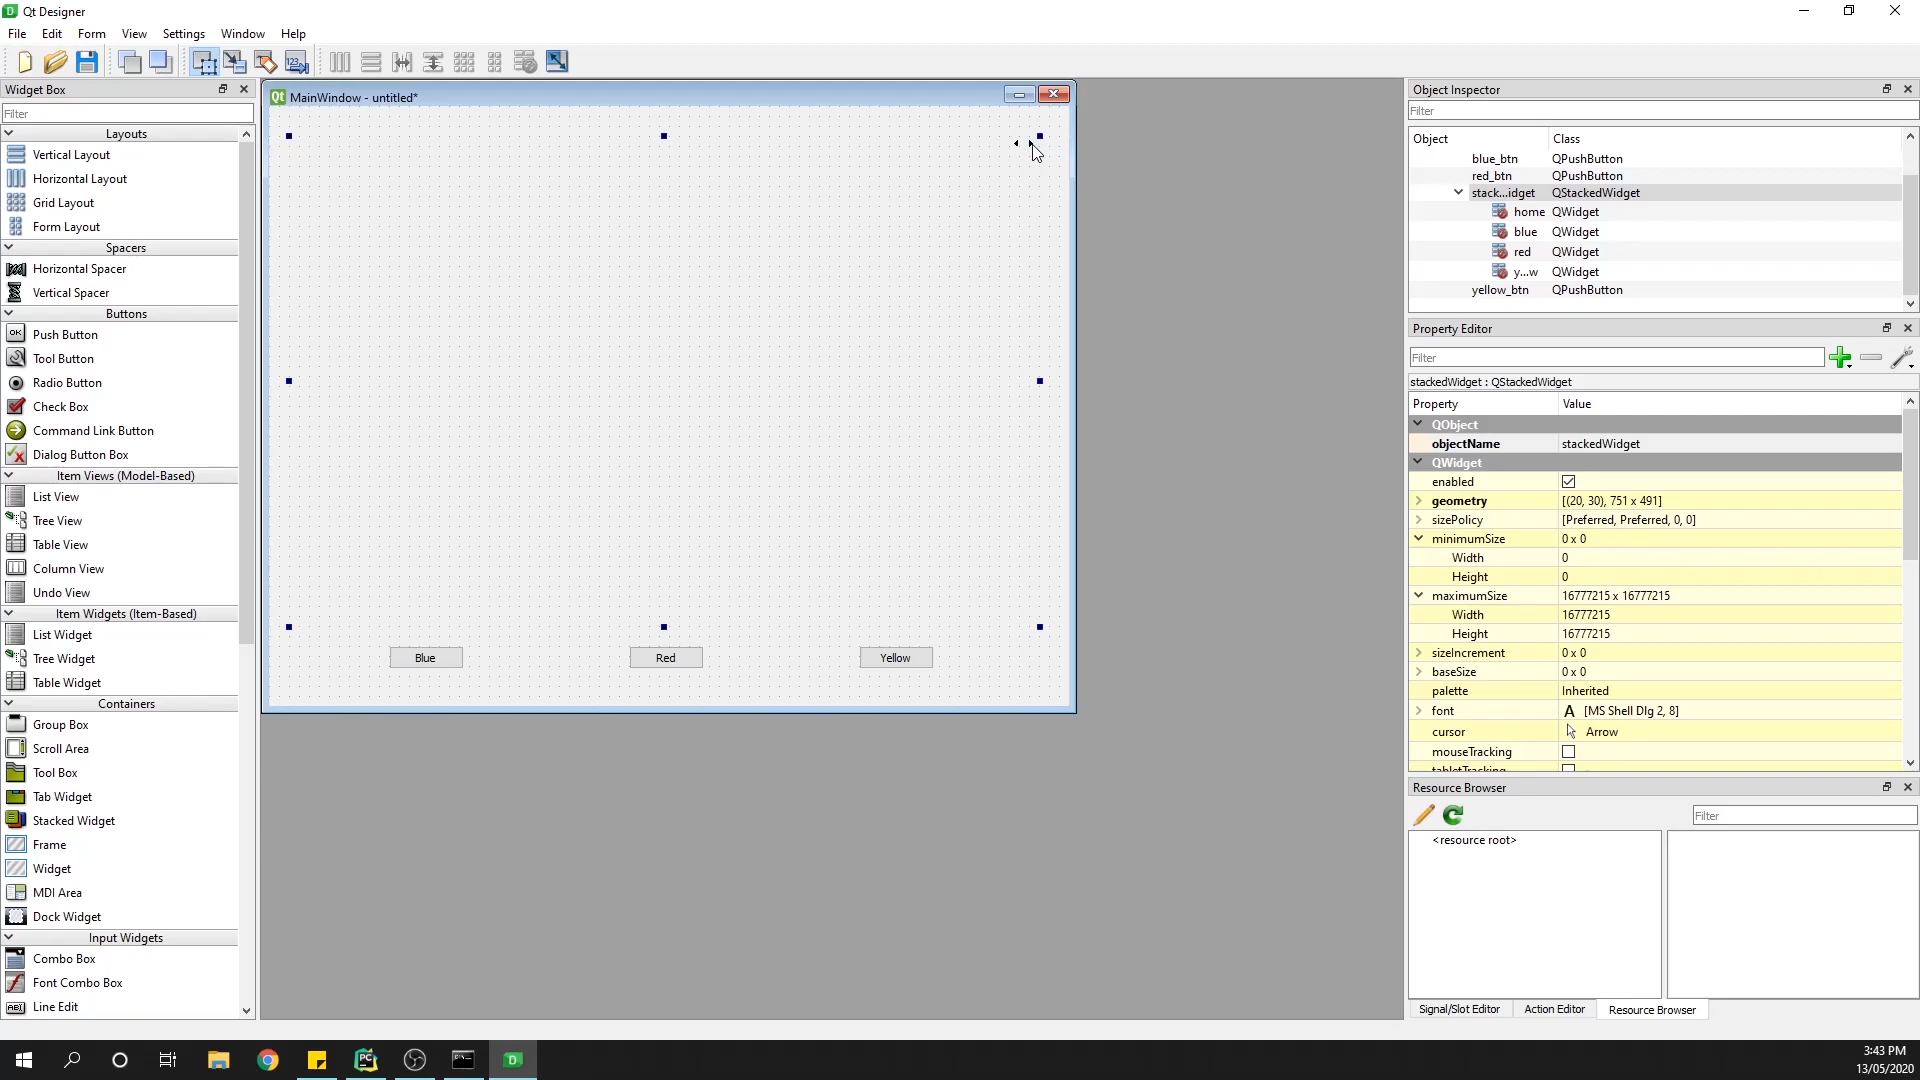 Qt Designer
File Edit Form View Settings Window Help
Widget Box
Filter
Layouts
Vertical Layout
Horizontal Layout
Grid Layout
Form Layout
Spacers
Horizontal Spacer
Vertical Spacer
Buttons
Push Button
Tool Button
Radio Button
Check Box
Command Link Button
Dialog Button Box
Item Views (Model-Based)
List View
Tree View
Table View
Column View
Undo View
Item Widgets (Item-Based)
List Widget
Tree Widget
Table Widget
Containers
Group Box
Scroll Area
Tool Box
Tab Widget
Stacked Widget
Frame
Widget
MDI Area
Dock Widget
Input Widgets
Combo Box
Font Combo Box
Line Edit
Qt MainWindow - untitled*
Blue Red Yellow
Object Inspector
Filter
Object Class
blue_btn QPushButton
red_btn QPushButton
stack...idget QStackedWidget
home QWidget
blue QWidget
red QWidget
y...w QWidget
yellow_btn QPushButton
Property Editor
Filter
stackedWidget : QStackedWidget
Property Value
QObject
objectName stackedWidget
QWidget
enabled
geometry [(20, 30), 751 x 491]
sizePolicy [Preferred, Preferred, 0, 0]
minimumSize 0 x 0
Width 0
Height 0
maximumSize 16777215 x 16777215
Width 16777215
Height 16777215
sizeIncrement 0 x 0
baseSize 0 x 0
palette Inherited
font A [MS Shell Dlg 2, 8]
cursor Arrow
mouseTracking
tabletTracking
Resource Browser
Filter
<resource root>
Signal/Slot Editor Action Editor Resource Browser
3:43 PM
13/05/2020